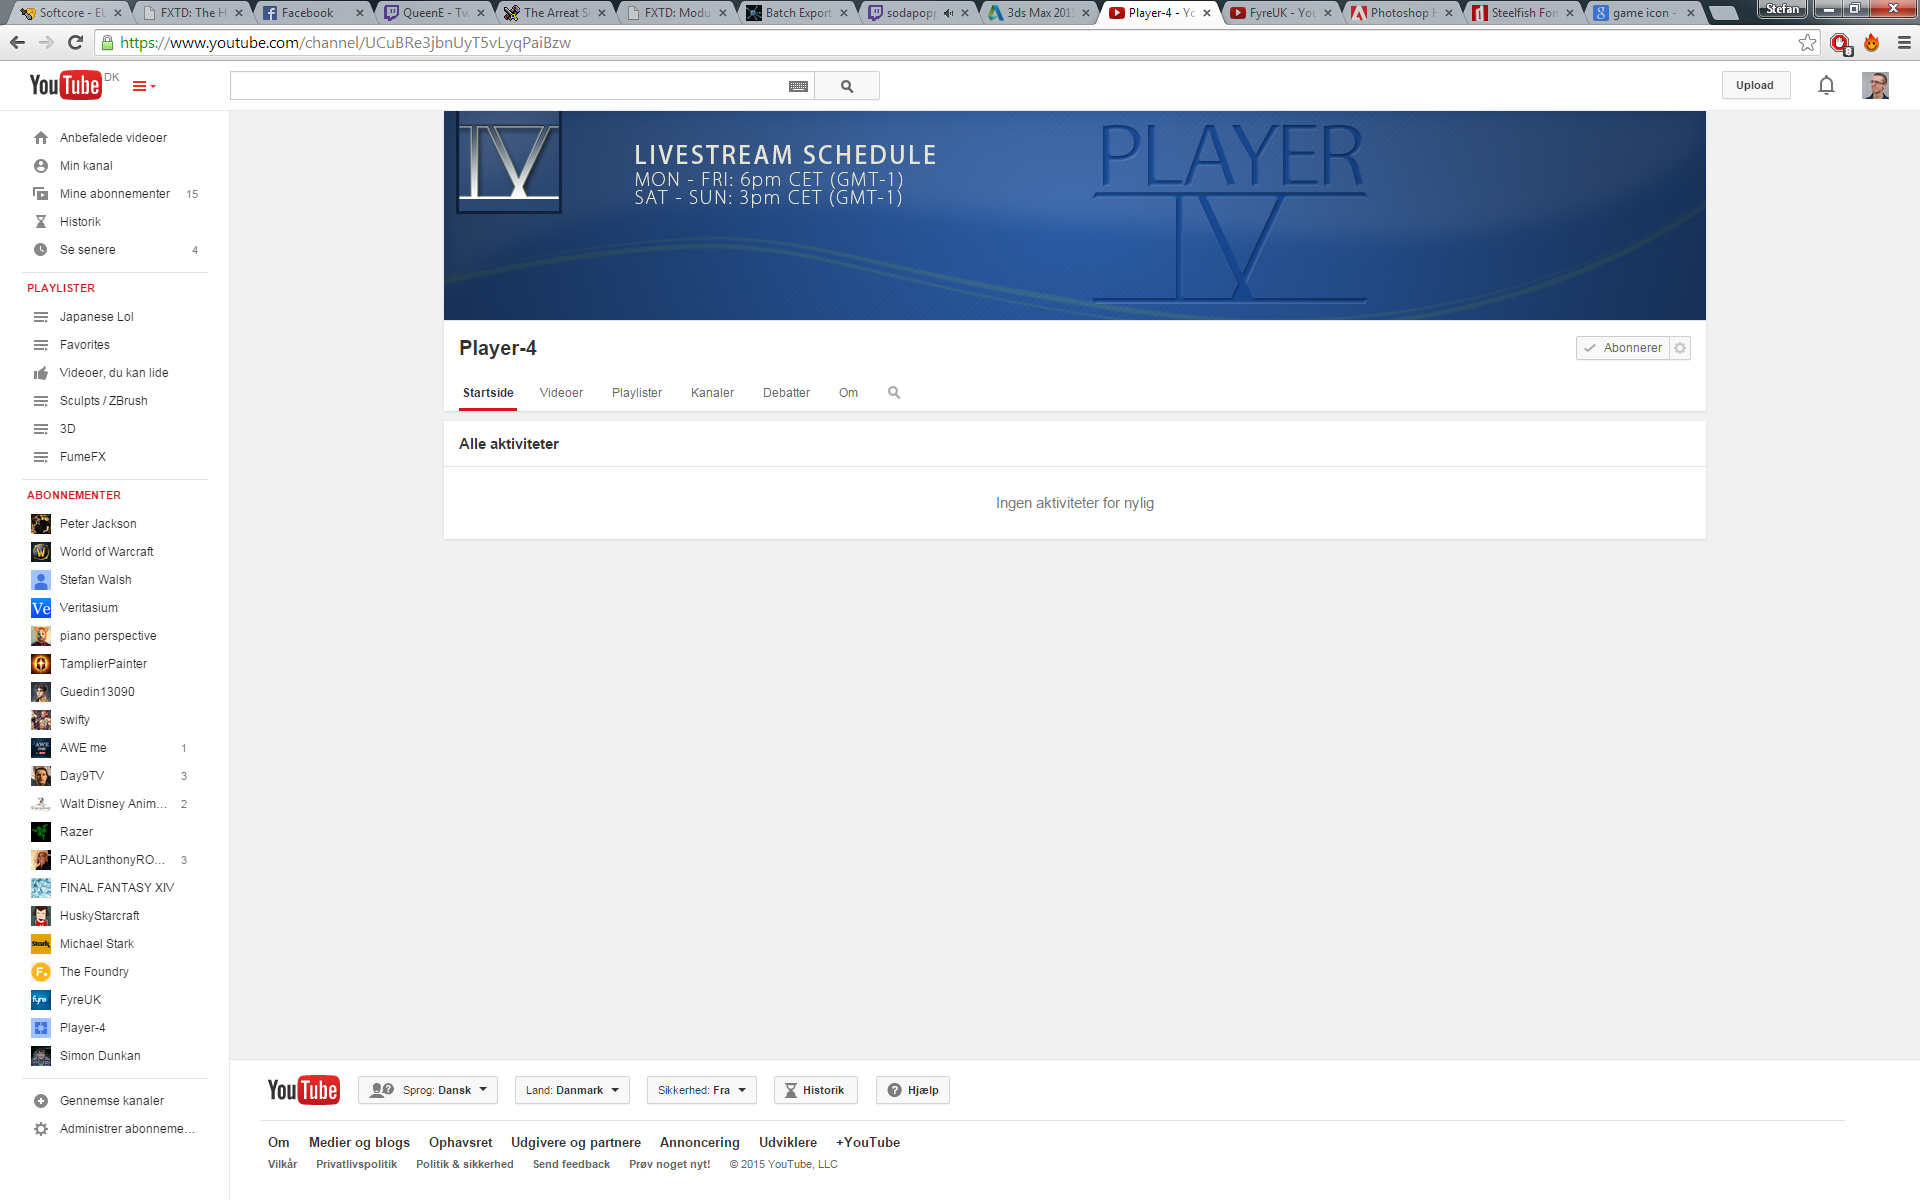 Softcore - EU
FXTD: The H
Facebook
QueenE - Tw
The Arreat S
FXTD: Modu
Batch Export
sodapopp
3ds Max 201
Player-4 - Yo
FyreUK - You
Photoshop H
Steelfish Fon
game icon -
Stefan
https://www.youtube.com/channel/UCuBRe3jbnUyT5vLyqPaiBzw
8
YouTube DK
Upload
Anbefalede videoer
Min kanal
Mine abonnementer 15
Historik
Se senere 4
PLAYLISTER
Japanese Lol
Favorites
Videoer, du kan lide
Sculpts / ZBrush
3D
FumeFX
ABONNEMENTER
Peter Jackson
World of Warcraft
Stefan Walsh
Ve Veritasium
piano perspective
TamplierPainter
Guedin13090
swifty
AWE me 1
Day9TV 3
Walt Disney Anim... 2
Razer
PAULanthonyRO... 3
FINAL FANTASY XIV
HuskyStarcraft
Stark Michael Stark
F. The Foundry
fyre FyreUK
Player-4
Simon Dunkan
Gennemse kanaler
Administrer abonneme...
IV
LIVESTREAM SCHEDULE
MON - FRI: 6pm CET (GMT-1)
SAT - SUN: 3pm CET (GMT-1)
PLAYER
IV
Player-4
Abonnerer
Startside Videoer Playlister Kanaler Debatter Om
Alle aktiviteter
Ingen aktiviteter for nylig
YouTube Sprog: Dansk Land: Danmark Sikkerhed: Fra Historik Hjælp
Om Medier og blogs Ophavsret Udgivere og partnere Annoncering Udviklere +YouTube
Vilkår Privatlivspolitik Politik & sikkerhed Send feedback Prøv noget nyt! © 2015 YouTube, LLC